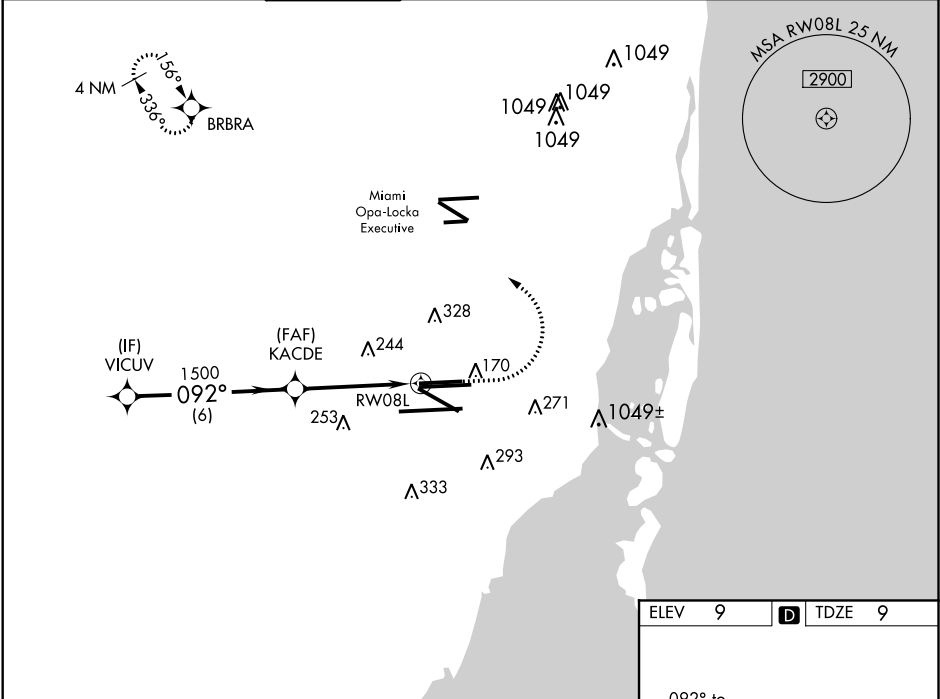 MSA RW08L 25 NM
2900
1049
1049
1049
1049
156°
4 NM
336°
BRBRA
Miami
Opa-Locka
Executive
328
(FAF)
KACDE
(IF)
VICUV
244
1500
092°
(6)
170
RW08L
253
271
1049±
293
333
ELEV 9 D TDZE 9
092° to